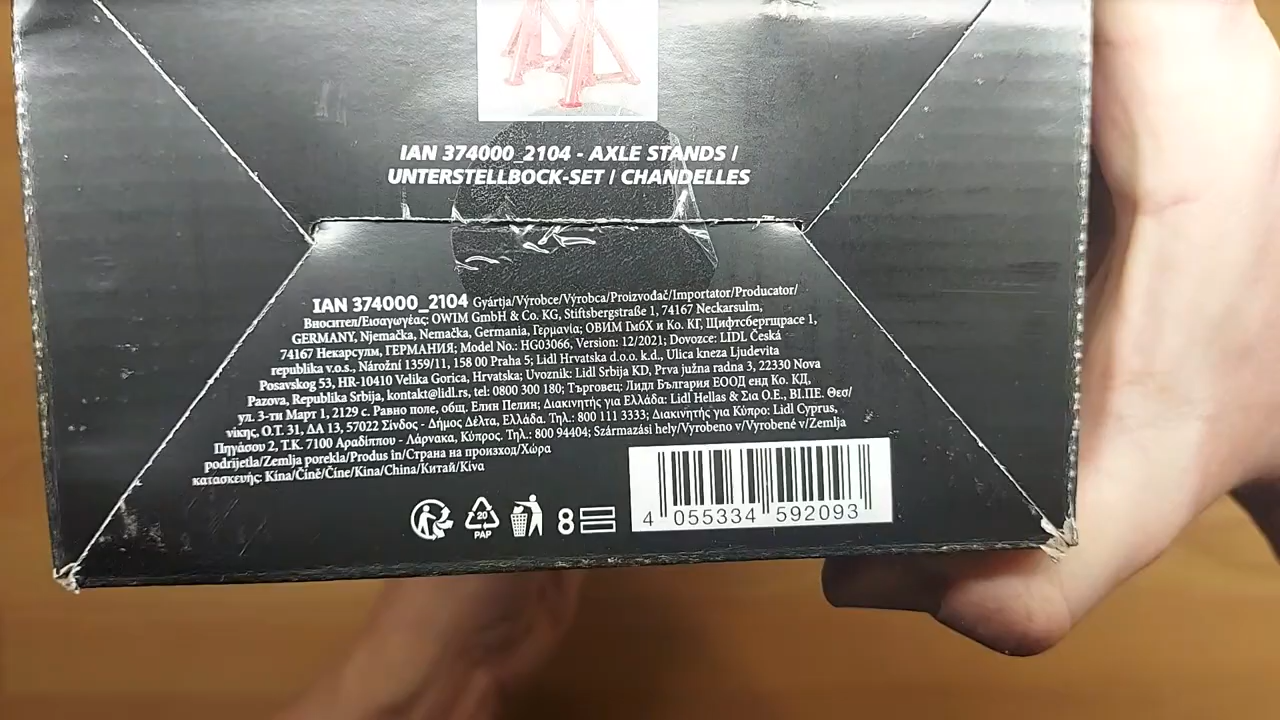 IAN 374000_2104 - AXLE STANDS /
UNTERSTELLBOCK-SET / CHANDELLES
IAN 374000_2104 Gyártja/Výrobce/Výrobca/Proizvođač/Importator/Producator/
Вносител/Εισαγωγέας: OWIM GmbH & Co. KG, Stiftsbergstraße 1, 74167 Neckarsulm,
GERMANY, Njemačka, Nemačka, Germania, Γερμανία; ОВИМ ГмбХ и Ко. КГ, Щифтсбергщрасе 1,
74167 Некарсулм, ГЕРМАНИЯ; Model No.: HG03066, Version: 12/2021; Dovozce: LIDL Česká
republika v.o.s., Nárožní 1359/11, 158 00 Praha 5; Lidl Hrvatska d.o.o. k.d., Ulica kneza Ljudevita
Posavskog 53, HR-10410 Velika Gorica, Hrvatska; Uvoznik: Lidl Srbija KD, Prva južna radna 3, 22330 Nova
Pazova, Republika Srbija, kontakt@lidl.rs, tel: 0800 300 180; Търговец: Лидл България ЕООД енд Ко. КД,
ул. 3-ти Март 1, 2129 с. Равно поле, общ. Елин Пелин; Διακινητής για Ελλάδα: Lidl Hellas & Σια Ο.Ε., ΒΙ.ΠΕ. Θεσ/
νίκης, Ο.Τ. 31, ΔΑ 13, 57022 Σίνδος - Δήμος Δέλτα, Ελλάδα. Τηλ.: 800 111 3333; Διακινητής για Κύπρο: Lidl Cyprus,
Πηγάσου 2, Τ.Κ. 7100 Αραδίππου - Λάρνακα, Κύπρος. Τηλ.: 800 94404; Származási hely/Vyrobeno v/Vyrobené v/Zemlja
podrijetla/Zemlja porekla/Produs in/Страна на произход/Χώρα
κατασκευής: Kína/Číně/Číne/Kina/China/Китай/Κίνα
20
PAP
8
4 055334 592093